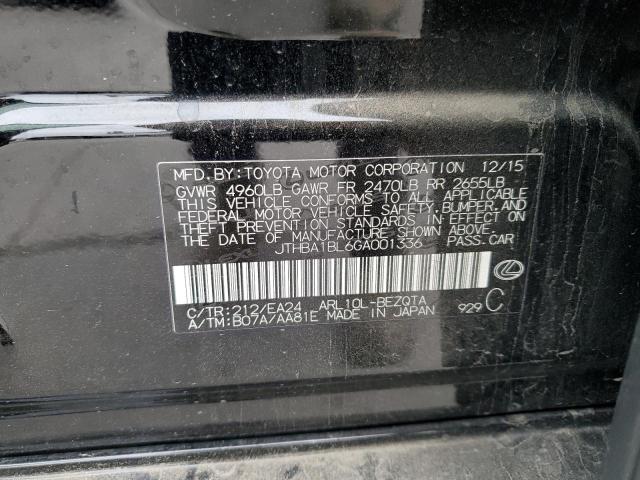 MFD.BY:TOYOTA MOTOR CORPORATION 12/15
GVWR 4960LB GAWR FR 2470LB RR 2655LB
THIS VEHICLE CONFORMS TO ALL APPLICABLE
FEDERAL MOTOR VEHICLE SAFETY,BUMPER,AND
THEFT PREVENTION STANDARDS IN EFFECT ON
THE DATE OF MANUFACTURE SHOWN ABOVE.
JTHBA1BL6GA001336 PASS.CAR
C/TR:212/EA24 ARL10L-BEZQTA
A/TM:B07A/AA81E MADE IN JAPAN 929 C